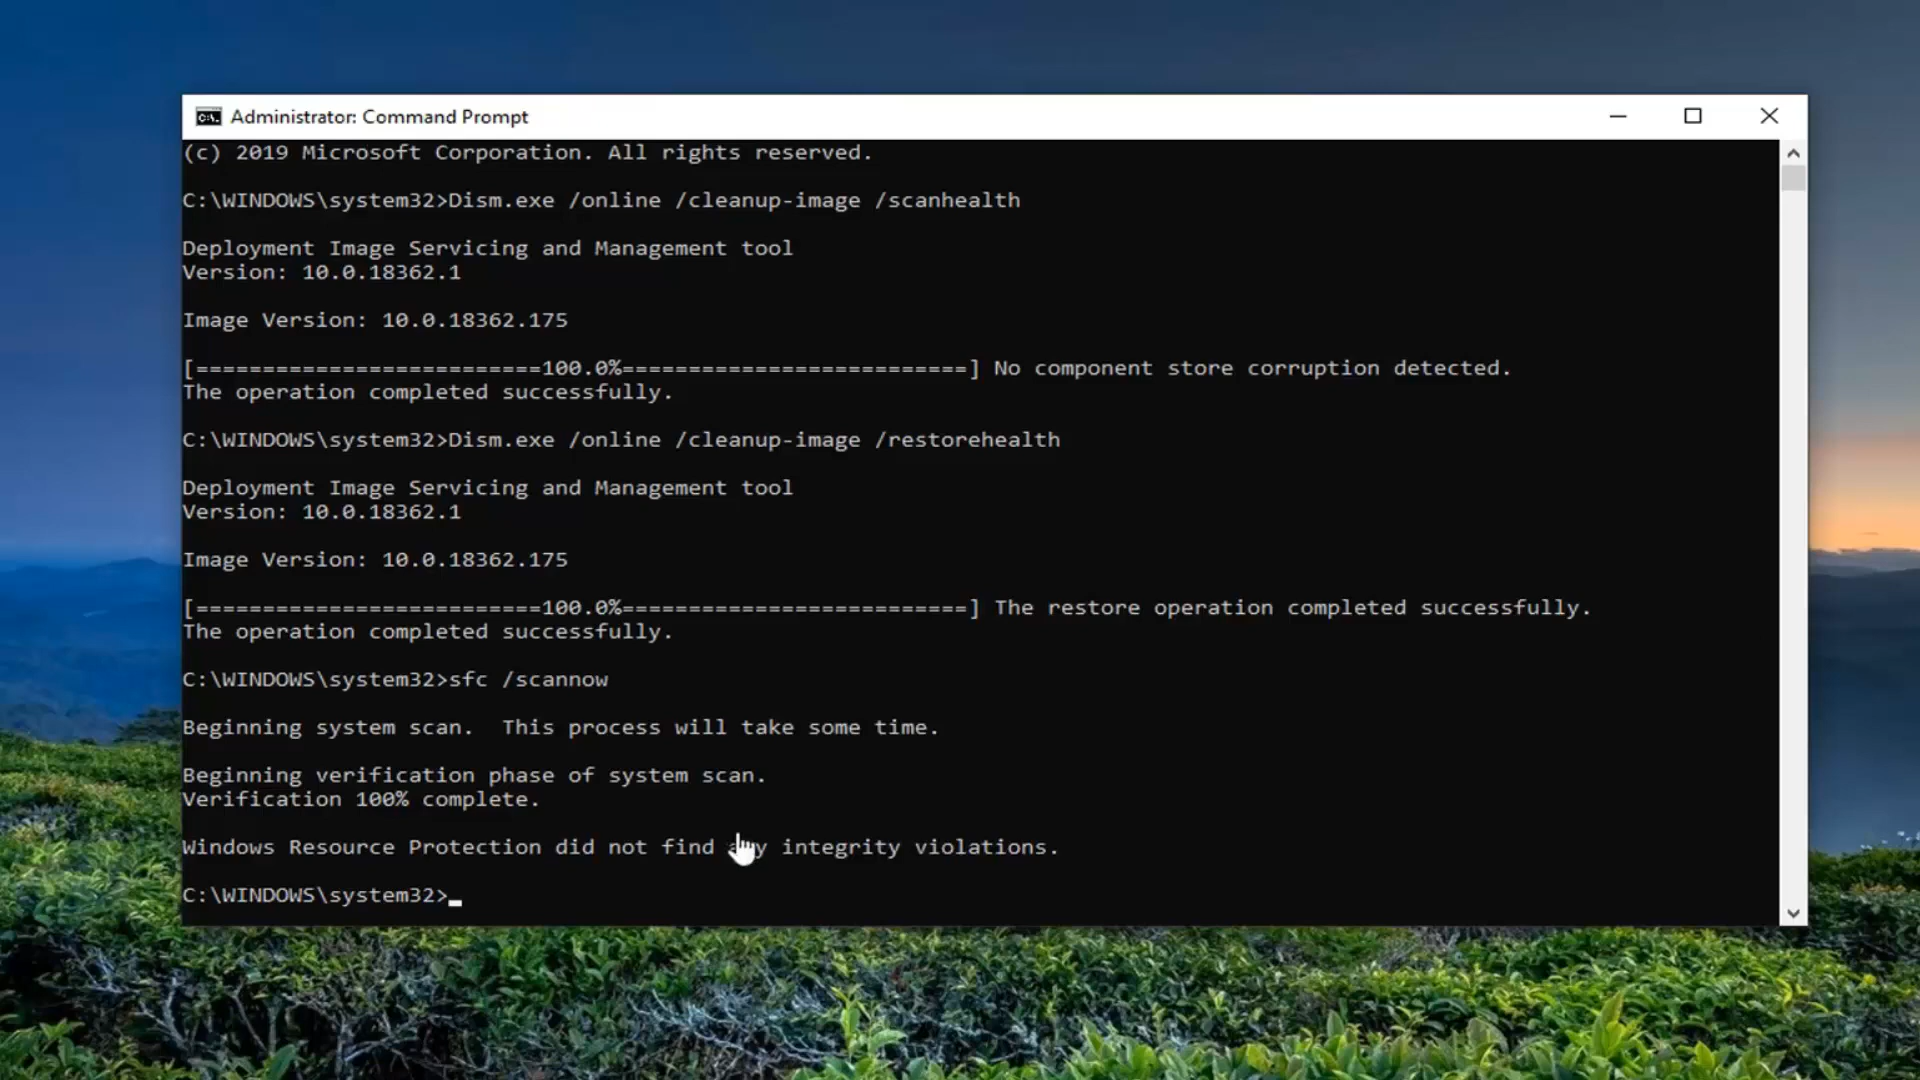 Administrator: Command Prompt
(c) 2019 Microsoft Corporation. All rights reserved.
C:\WINDOWS\system32>Dism.exe /online /cleanup-image /scanhealth
Deployment Image Servicing and Management tool
Version: 10.0.18362.1
Image Version: 10.0.18362.175
[==========================100.0%==========================] No component store corruption detected.
The operation completed successfully.
C:\WINDOWS\system32>Dism.exe /online /cleanup-image /restorehealth
Deployment Image Servicing and Management tool
Version: 10.0.18362.1
Image Version: 10.0.18362.175
[==========================100.0%==========================] The restore operation completed successfully.
The operation completed successfully.
C:\WINDOWS\system32>sfc /scannow
Beginning system scan.  This process will take some time.
Beginning verification phase of system scan.
Verification 100% complete.
Windows Resource Protection did not find any integrity violations.
C:\WINDOWS\system32>_